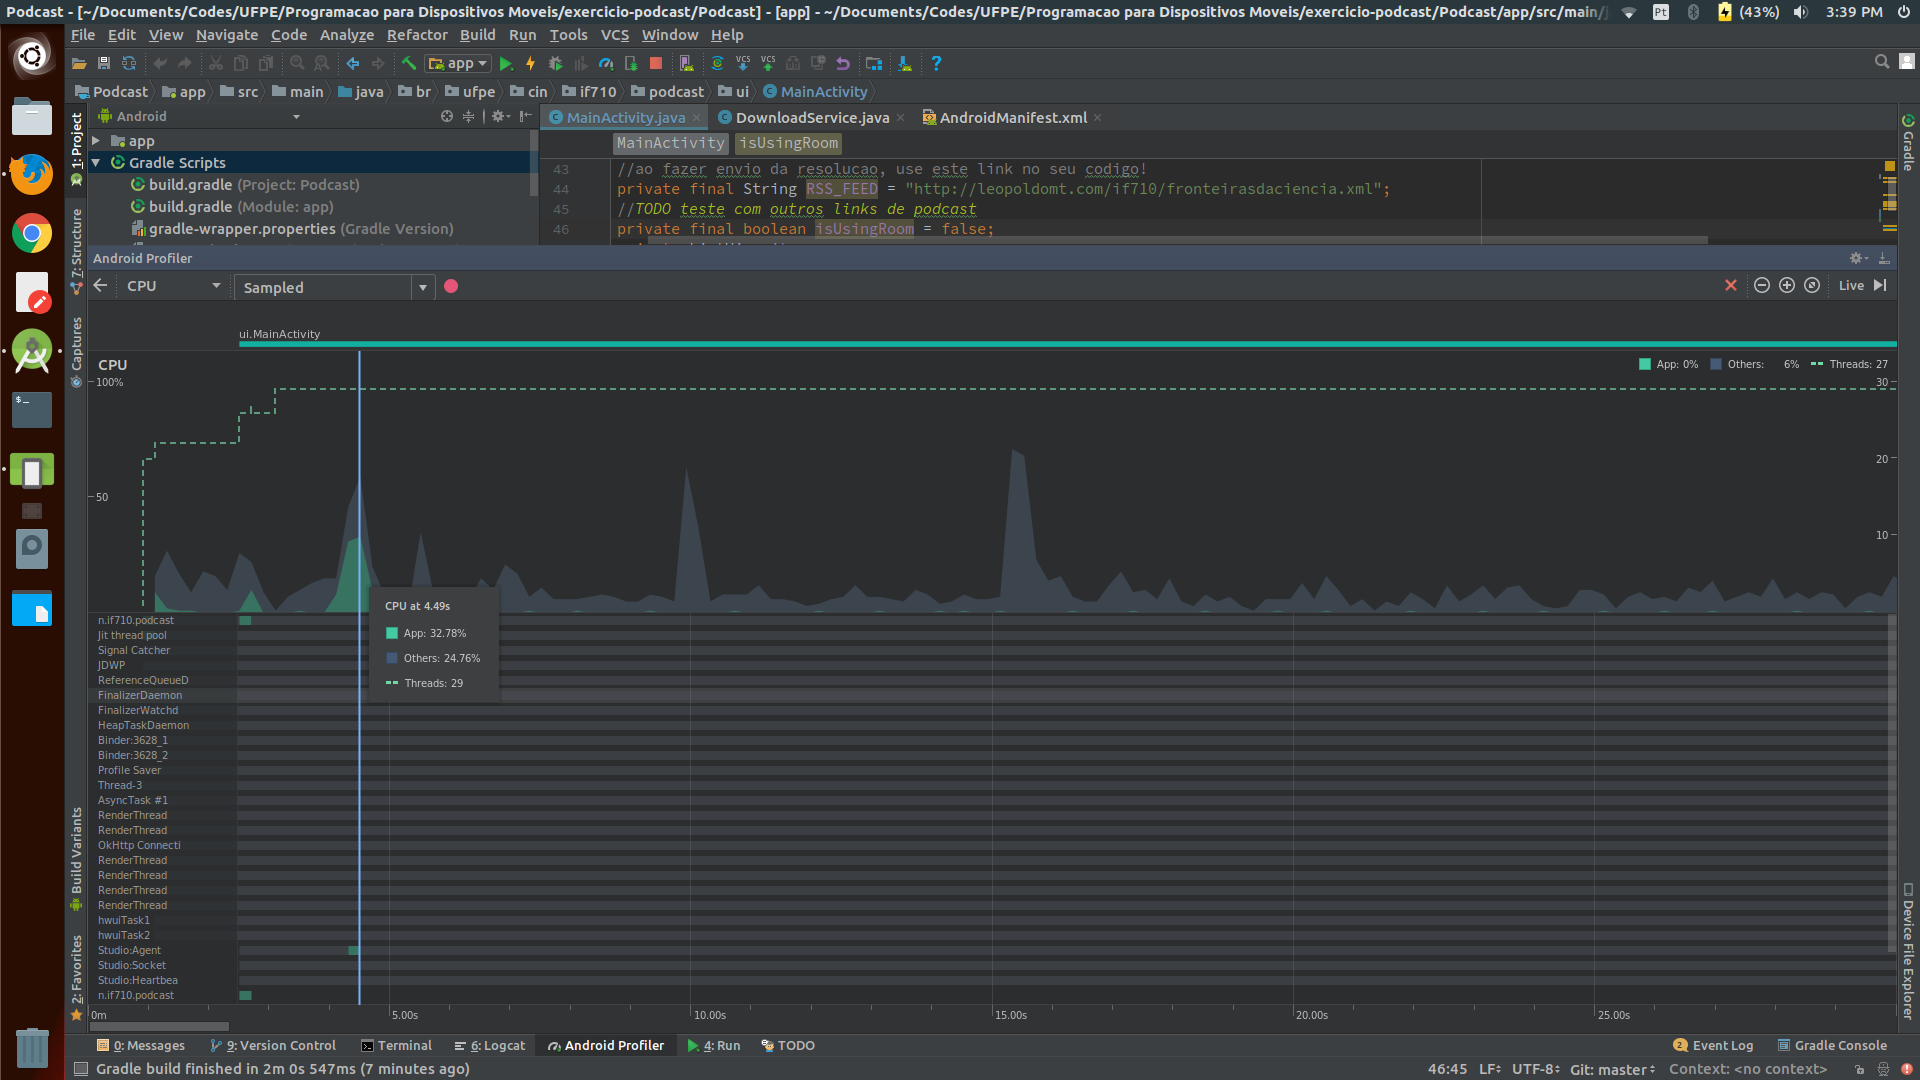 Podcast - [~/Documents/Codes/UFPE/Programacao para Dispositivos Moveis/exercicio-podcast/Podcast] - [app] - ~/Documents/Codes/UFPE/Programacao para Dispositivos Moveis/exercicio-podcast/Podcast/app/src/main/j
Pt (43%) 3:39 PM
File Edit View Navigate Code Analyze Refactor Build Run Tools VCS Window Help
app
Podcast app src main java br ufpe cin if710 podcast ui MainActivity
1: Project
7: Structure
Captures
Build Variants
2: Favorites
Android
app
Gradle Scripts
build.gradle (Project: Podcast)
build.gradle (Module: app)
gradle-wrapper.properties (Gradle Version)
MainActivity.java DownloadService.java AndroidManifest.xml
MainActivity isUsingRoom
43 //ao fazer envio da resolucao, use este link no seu codigo!
44 private final String RSS_FEED = "http://leopoldomt.com/if710/fronteirasdaciencia.xml";
45 //TODO teste com outros links de podcast
46 private final boolean isUsingRoom = false;
Gradle
Device File Explorer
Android Profiler
CPU Sampled Live
ui.MainActivity
CPU
App: 0% Others: 6% Threads: 27
100%
30
20
50
10
CPU at 4.49s
App: 32.78%
Others: 24.76%
Threads: 29
n.if710.podcast
Jit thread pool
Signal Catcher
JDWP
ReferenceQueueD
FinalizerDaemon
FinalizerWatchd
HeapTaskDaemon
Binder:3628_1
Binder:3628_2
Profile Saver
Thread-3
AsyncTask #1
RenderThread
RenderThread
OkHttp Connecti
RenderThread
RenderThread
RenderThread
RenderThread
hwuiTask1
hwuiTask2
Studio:Agent
Studio:Socket
Studio:Heartbea
n.if710.podcast
0m 5.00s 10.00s 15.00s 20.00s 25.00s
0: Messages 9: Version Control Terminal 6: Logcat Android Profiler 4: Run TODO 2 Event Log Gradle Console
Gradle build finished in 2m 0s 547ms (7 minutes ago) 46:45 LF UTF-8 Git: master Context: <no context>